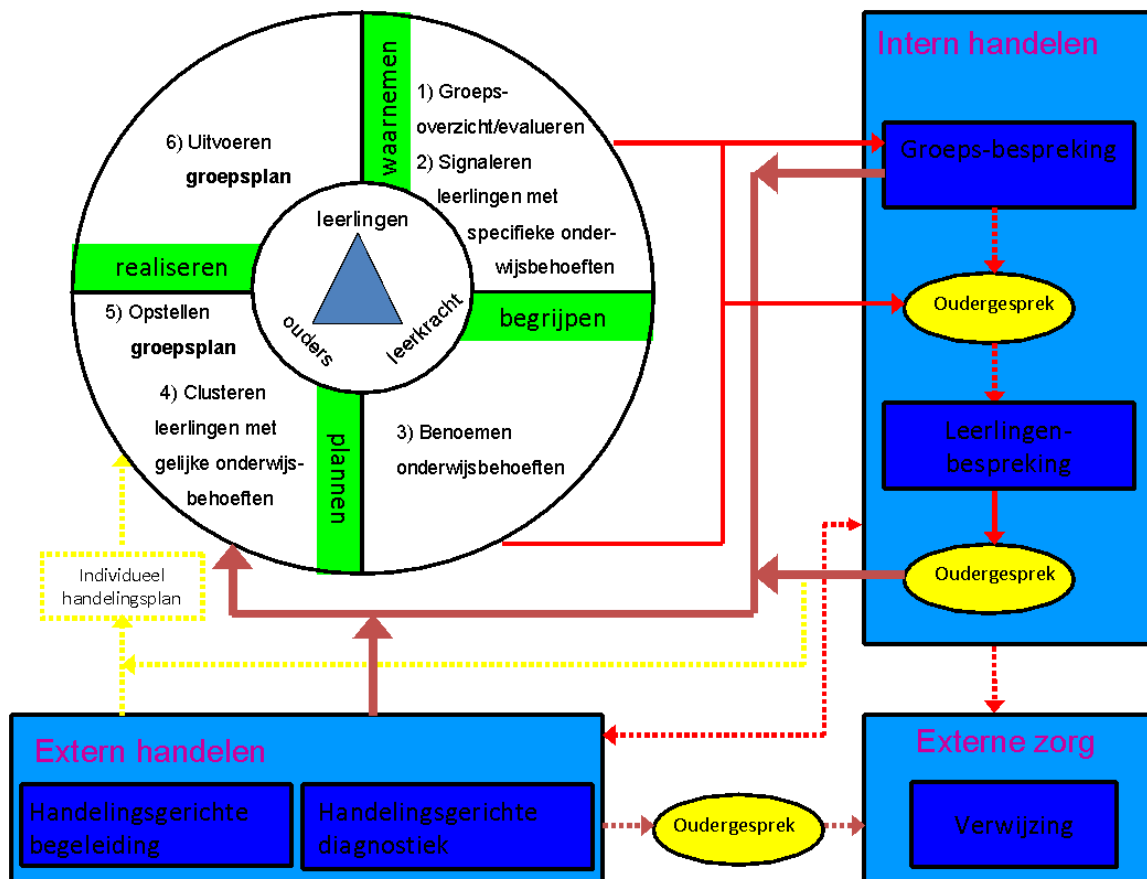 waarnemen
1) Groeps-
overzicht/evalueren
2) Signaleren
leerlingen met
specifieke onder-
wijsbehoeften
begrijpen
3) Benoemen
onderwijsbehoeften
plannen
4) Clusteren
leerlingen met
gelijke onderwijs-
behoeften
5) Opstellen
groepsplan
realiseren
6) Uitvoeren
groepsplan
leerlingen
ouders
leerkracht
Intern handelen
Groeps-bespreking
Oudergesprek
Leerlingen-
bespreking
Oudergesprek
Individueel
handelingsplan
Extern handelen
Handelingsgerichte
begeleiding
Handelingsgerichte
diagnostiek
Oudergesprek
Externe zorg
Verwijzing